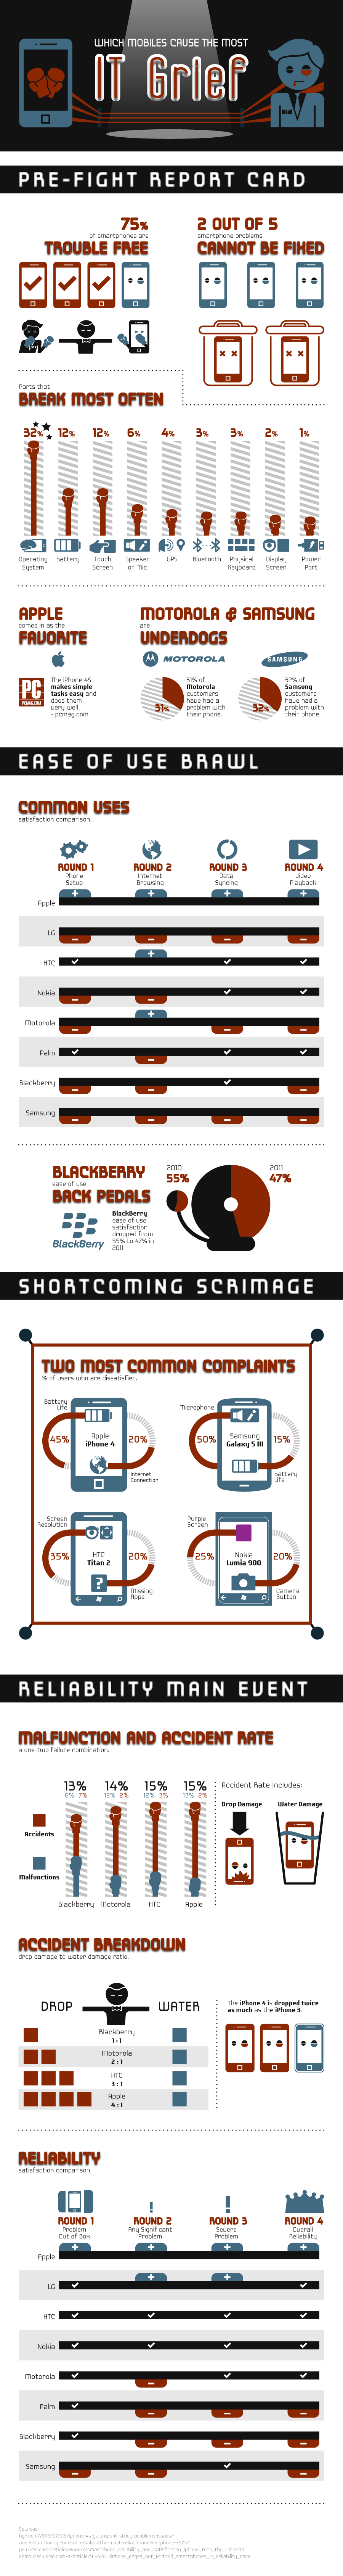 WHICH MOBILES CAUSE THE MOST
IT Grief
PRE-FIGHT REPORT CARD
75%
of smartphones are
TROUBLE FREE
2 OUT OF 5
smartphone problems
CANNOT BE FIXED
Parts that
BREAK MOST OFTEN
32% 12% 12% 6% 4% 3% 3% 2% 1%
Operating System
Battery
Touch Screen
Speaker or Mic
GPS
Bluetooth
Physical Keyboard
Display Screen
Power Port
APPLE
comes in as the
FAVORITE
PC
PCMAG.COM
The iPhone 4S
makes simple
tasks easy and
does them
very well.
- pcmag.com
MOTOROLA & SAMSUNG
are
UNDERDOGS
MOTOROLA
SAMSUNG
31%
31% of
Motorola
customers
have had a
problem with
their phone.
32%
32% of
Samsung
customers
have had a
problem with
their phone.
EASE OF USE BRAWL
COMMON USES
satisfaction comparison.
ROUND 1
Phone
Setup
ROUND 2
Internet
Browsing
ROUND 3
Data
Syncing
ROUND 4
Video
Playback
Apple
LG
HTC
Nokia
Motorola
Palm
Blackberry
Samsung
BLACKBERRY
ease of use
BACK PEDALS
BlackBerry
BlackBerry
ease of use
satisfaction
dropped from
55% to 47% in
2011.
2010
55%
2011
47%
SHORTCOMING SCRIMAGE
TWO MOST COMMON COMPLAINTS
% of users who are dissatisfied.
Battery
Life
45%
Apple
iPhone 4
20%
Internet
Connection
Microphone
50%
Samsung
Galaxy S III
15%
Battery
Life
Screen
Resolution
35%
HTC
Titan 2
20%
Missing
Apps
Purple
Screen
25%
Nokia
Lumia 900
20%
Camera
Button
RELIABILITY MAIN EVENT
MALFUNCTION AND ACCIDENT RATE
a one-two failure combination.
Accidents
Malfunctions
13% 14% 15% 15%
6% 7% 12% 2% 12% 3% 13% 2%
Blackberry Motorola HTC Apple
Accident Rate Includes:
Drop Damage
Water Damage
ACCIDENT BREAKDOWN
drop damage to water damage ratio.
DROP WATER
Blackberry
1 : 1
Motorola
2 : 1
HTC
3 : 1
Apple
4 : 1
The iPhone 4 is dropped twice
as much as the iPhone 3.
RELIABILITY
satisfaction comparison.
ROUND 1
Problem
Out of Box
ROUND 2
Any Significant
Problem
ROUND 3
Severe
Problem
ROUND 4
Overall
Reliability
Apple
LG
HTC
Nokia
Motorola
Palm
Blackberry
Samsung
Sources: